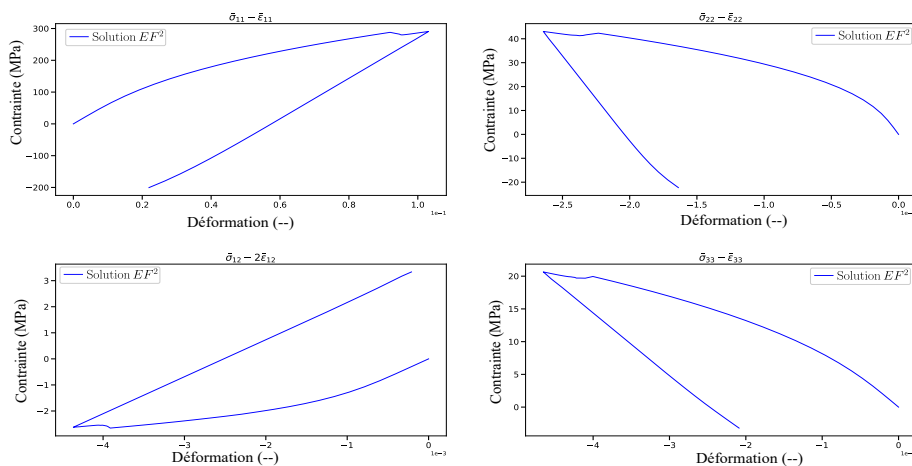 σ̄₁₁ − ε̄₁₁
Contrainte (MPa)
300
200
100
0
−100
−200
Solution EF²
0.0 0.2 0.4 0.6 0.8 1.0
1e−1
Déformation (--)
σ̄₂₂ − ε̄₂₂
Contrainte (MPa)
40
30
20
10
0
−10
−20
Solution EF²
−2.5 −2.0 −1.5 −1.0 −0.5 0.0
1e−2
Déformation (--)
σ̄₁₂ − 2ε̄₁₂
Contrainte (MPa)
3
2
1
0
−1
−2
Solution EF²
−4 −3 −2 −1 0
1e−3
Déformation (--)
σ̄₃₃ − ε̄₃₃
Contrainte (MPa)
20
15
10
5
0
Solution EF²
−4 −3 −2 −1 0
Déformation (--)